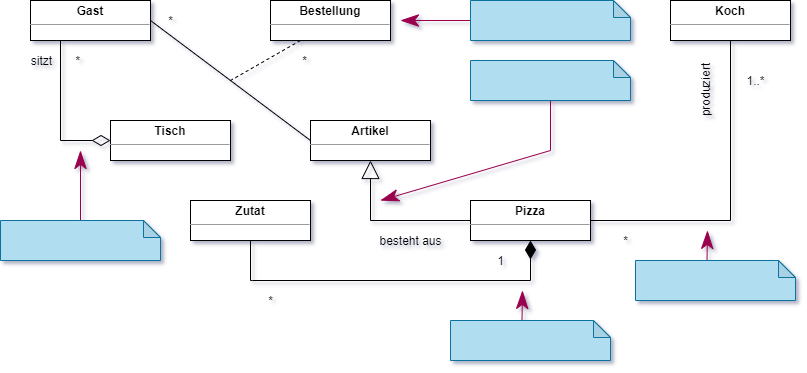 Gast
Bestellung
Koch
*
sitzt
*
*
produziert
1..*
Tisch
Artikel
Zutat
Pizza
besteht aus
*
1
*